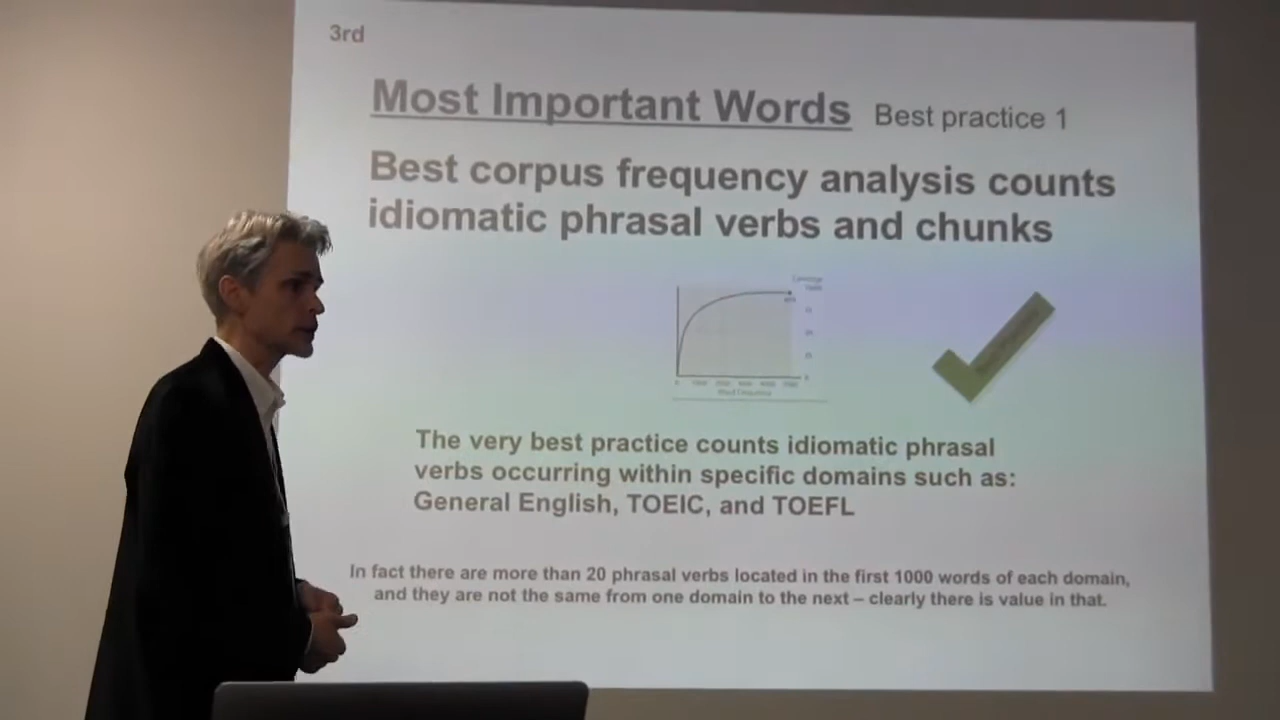 3rd
Most Important Words Best practice 1
Best corpus frequency analysis counts
idiomatic phrasal verbs and chunks
The very best practice counts idiomatic phrasal
verbs occurring within specific domains such as:
General English, TOEIC, and TOEFL
In fact there are more than 20 phrasal verbs located in the first 1000 words of each domain,
and they are not the same from one domain to the next – clearly there is value in that.